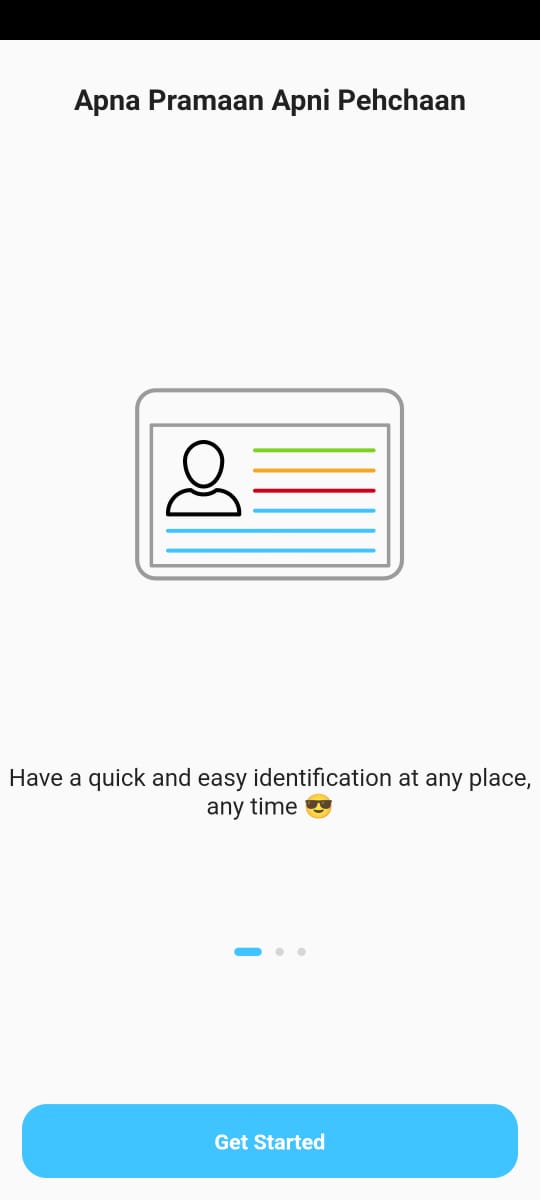 Apna Pramaan Apni Pehchaan
Have a quick and easy identification at any place,
any time 😎
Get Started